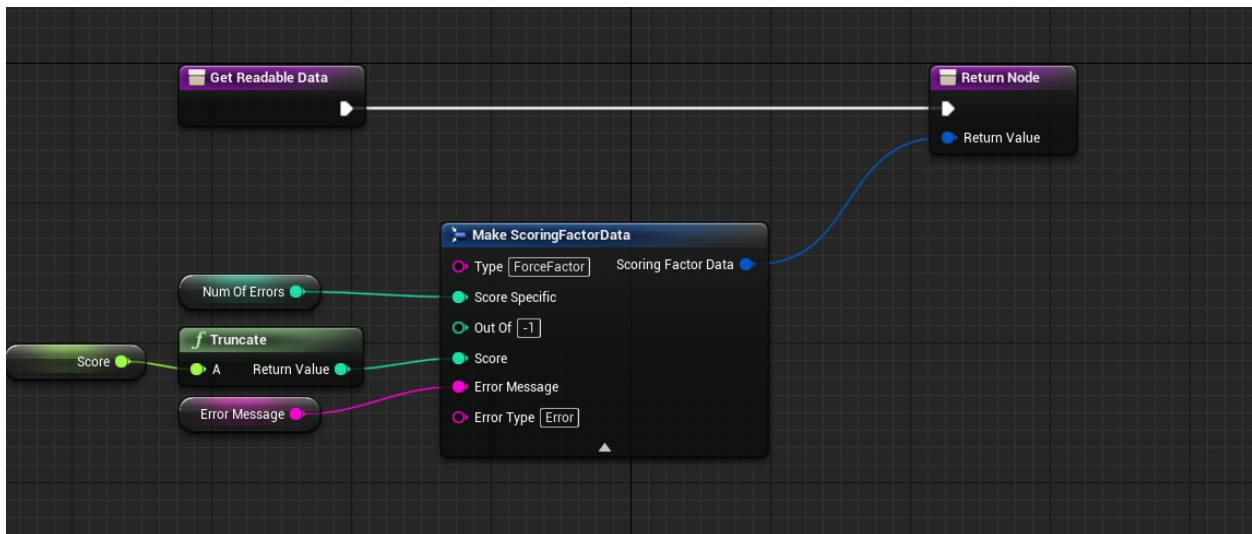 Get Readable Data
Return Node
Return Value
Make ScoringFactorData
Type ForceFactor Scoring Factor Data
Num Of Errors
Score Specific
Out Of -1
f Truncate
Score
A Return Value
Score
Error Message
Error Message
Error Type Error